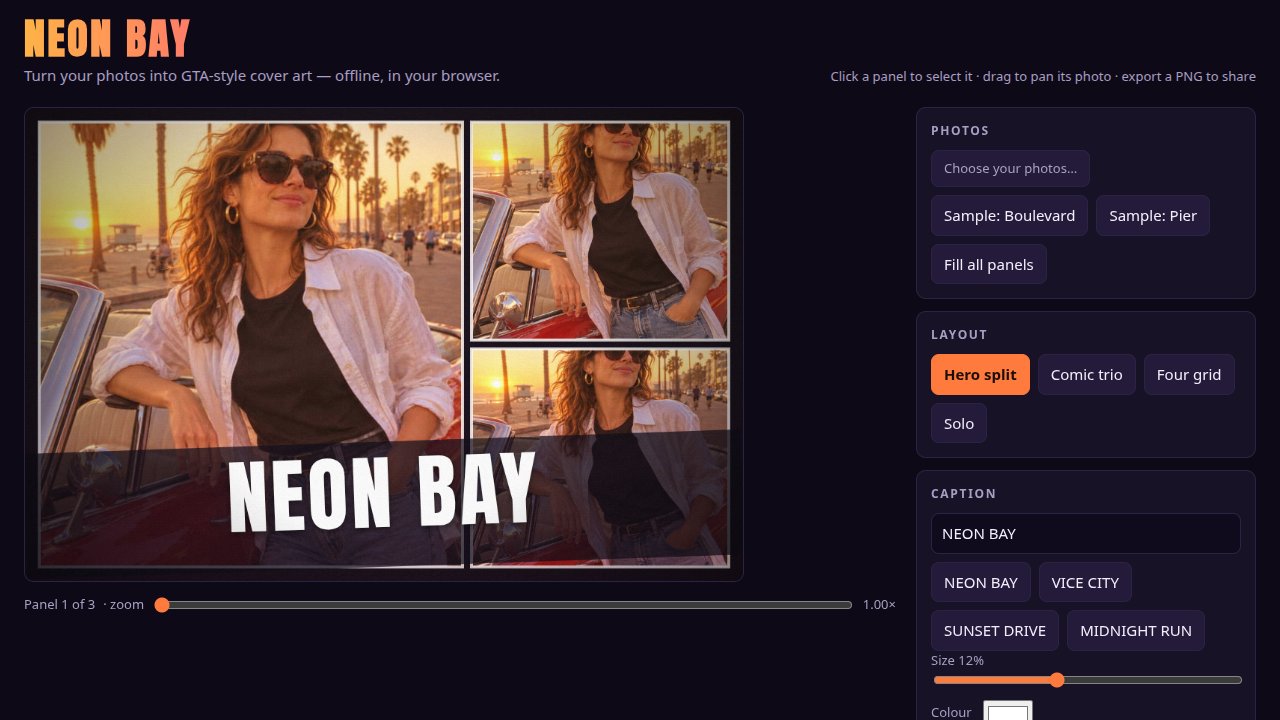 NEON BAY
Turn your photos into GTA-style cover art — offline, in your browser.
Click a panel to select it · drag to pan its photo · export a PNG to share
NEON BAY
Panel 1 of 3 · zoom
1.00×
PHOTOS
Choose your photos...
Sample: Boulevard
Sample: Pier
Fill all panels
LAYOUT
Hero split
Comic trio
Four grid
Solo
CAPTION
NEON BAY
NEON BAY
VICE CITY
SUNSET DRIVE
MIDNIGHT RUN
Size 12%
Colour